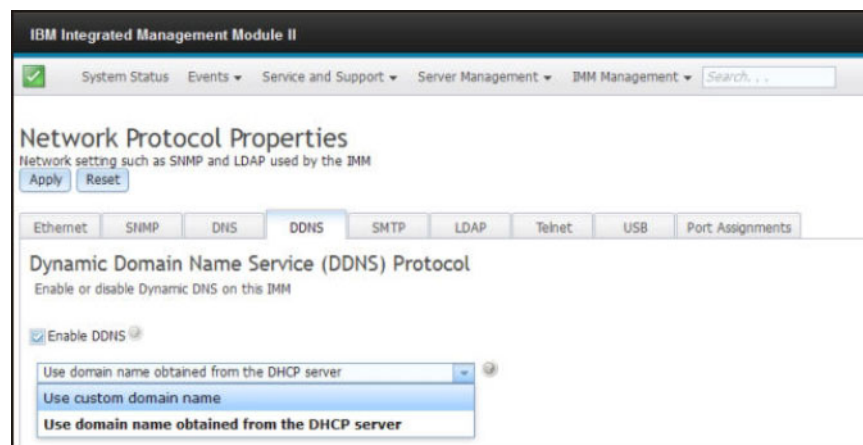 IBM Integrated Management Module II
System Status Events Service and Support Server Management IMM Management Search...
Network Protocol Properties
Network setting such as SNMP and LDAP used by the IMM
Apply Reset
Ethernet SNMP DNS DDNS SMTP LDAP Telnet USB Port Assignments
Dynamic Domain Name Service (DDNS) Protocol
Enable or disable Dynamic DNS on this IMM
Enable DDNS
Use domain name obtained from the DHCP server
Use custom domain name
Use domain name obtained from the DHCP server